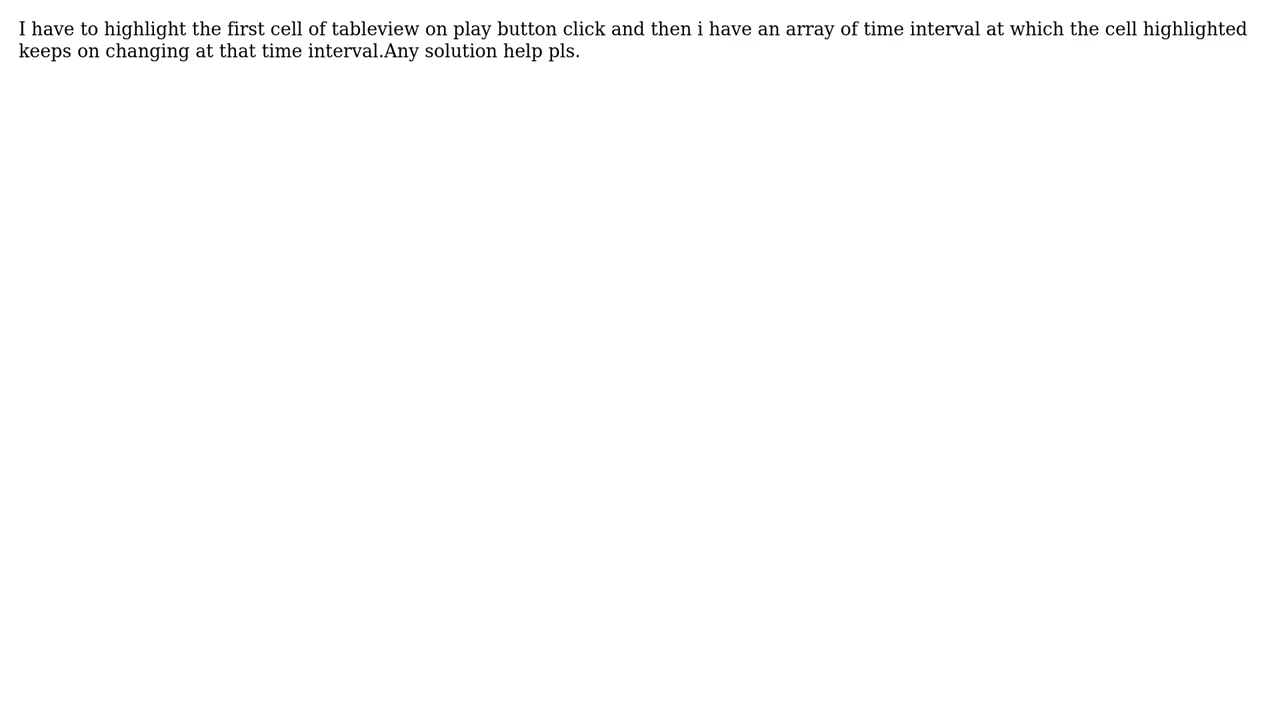 I have to highlight the first cell of tableview on play button click and then i have an array of time interval at which the cell highlighted
keeps on changing at that time interval.Any solution help pls.